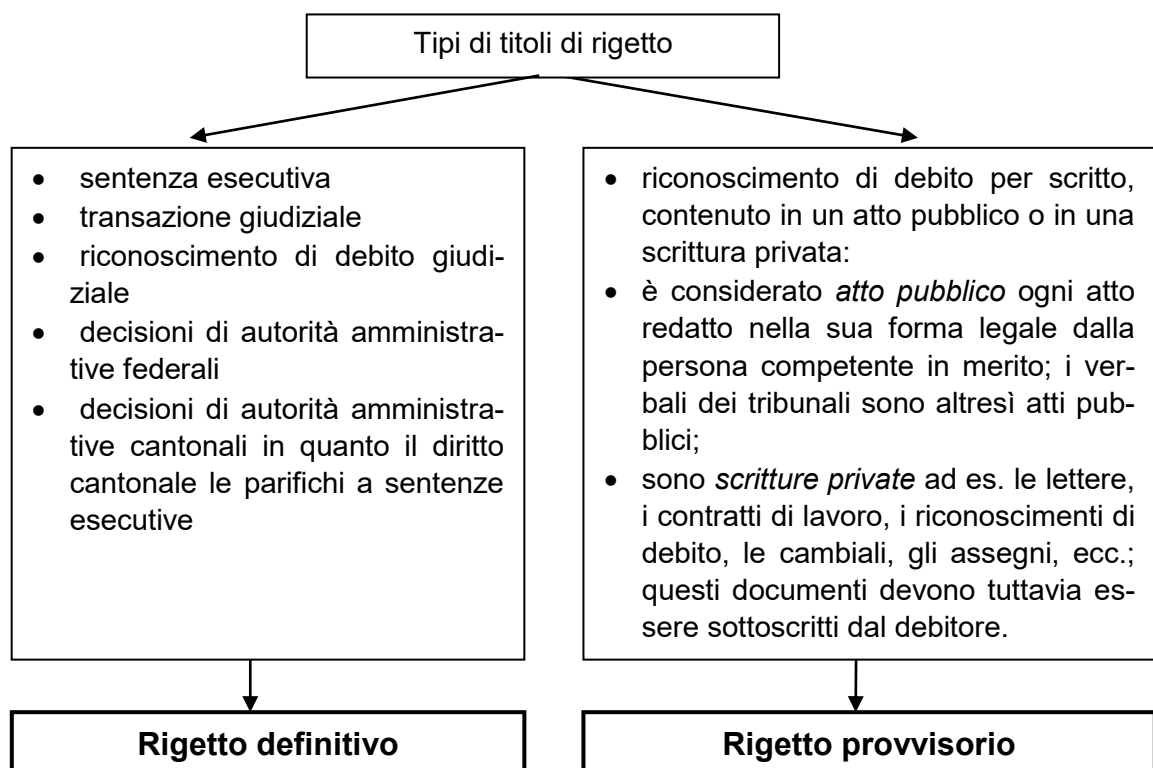 Tipi di titoli di rigetto
• sentenza esecutiva
• transazione giudiziale
• riconoscimento di debito giudi-
ziale
• decisioni di autorità amministra-
tive federali
• decisioni di autorità amministra-
tive cantonali in quanto il diritto
cantonale le parifichi a sentenze
esecutive
• riconoscimento di debito per scritto,
contenuto in un atto pubblico o in una
scrittura privata:
• è considerato atto pubblico ogni atto
redatto nella sua forma legale dalla
persona competente in merito; i ver-
bali dei tribunali sono altresì atti pub-
blici;
• sono scritture private ad es. le lettere,
i contratti di lavoro, i riconoscimenti di
debito, le cambiali, gli assegni, ecc.;
questi documenti devono tuttavia es-
sere sottoscritti dal debitore.
Rigetto definitivo
Rigetto provvisorio